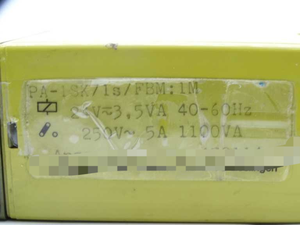 PA-1SK/1s/FBM:1M
V≂3,5VA 40-60Hz
250V~ 5A 1100VA